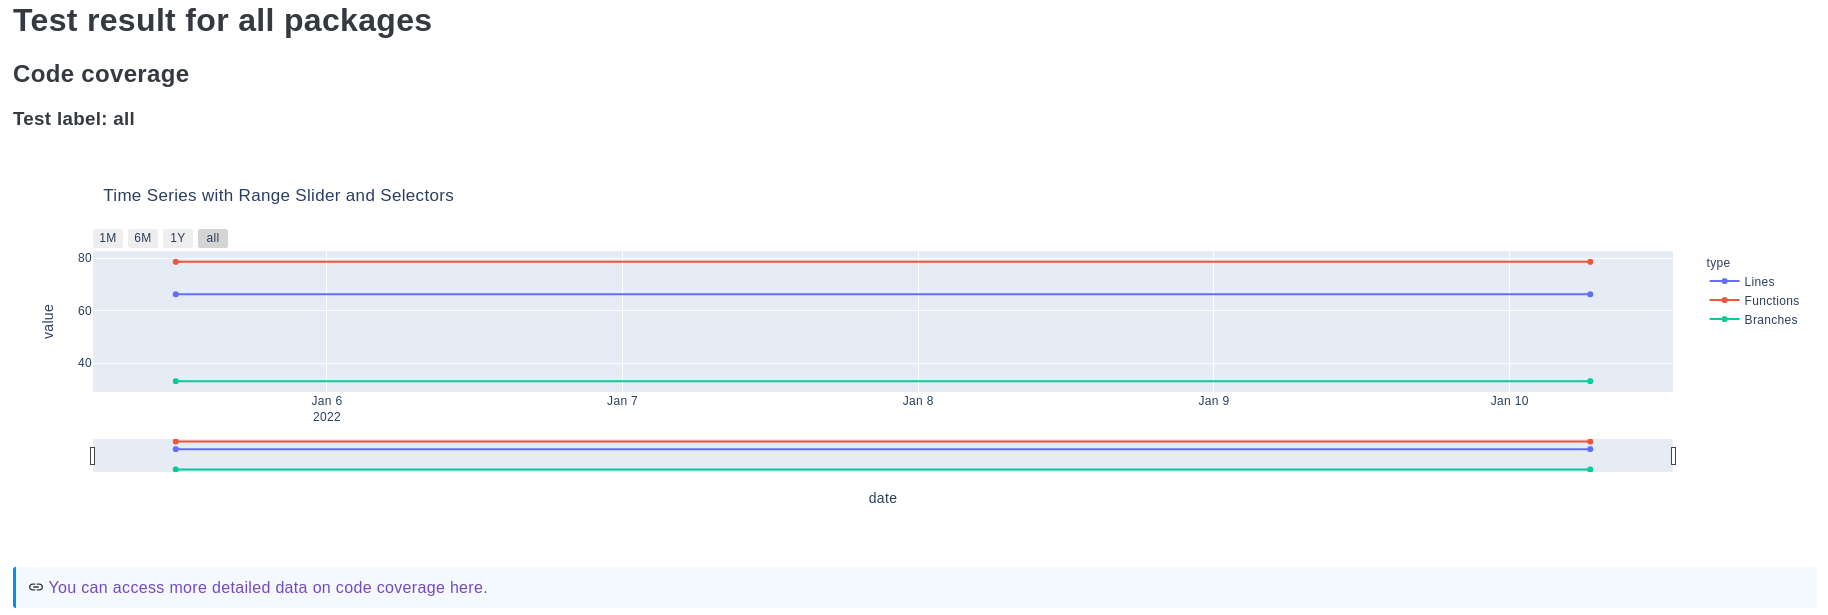 Test result for all packages
Code coverage
Test label: all
Time Series with Range Slider and Selectors
1M 6M 1Y all
80
60
40
value
type
Lines
Functions
Branches
Jan 6
2022
Jan 7
Jan 8
Jan 9
Jan 10
date
You can access more detailed data on code coverage here.